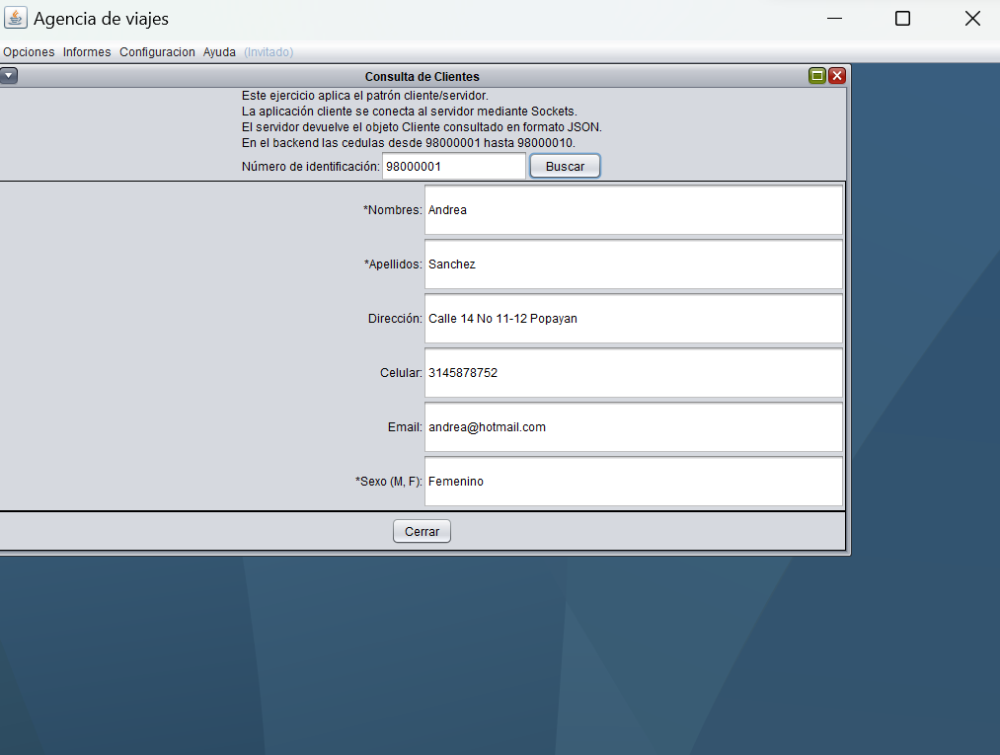 Agencia de viajes
Opciones Informes Configuracion Ayuda (Invitado)
Consulta de Clientes
Este ejercicio aplica el patrón cliente/servidor.
La aplicación cliente se conecta al servidor mediante Sockets.
El servidor devuelve el objeto Cliente consultado en formato JSON.
En el backend las cedulas desde 98000001 hasta 98000010.
Número de identificación: 98000001 Buscar
*Nombres: Andrea
*Apellidos: Sanchez
Dirección: Calle 14 No 11-12 Popayan
Celular: 3145878752
Email: andrea@hotmail.com
*Sexo (M, F): Femenino
Cerrar